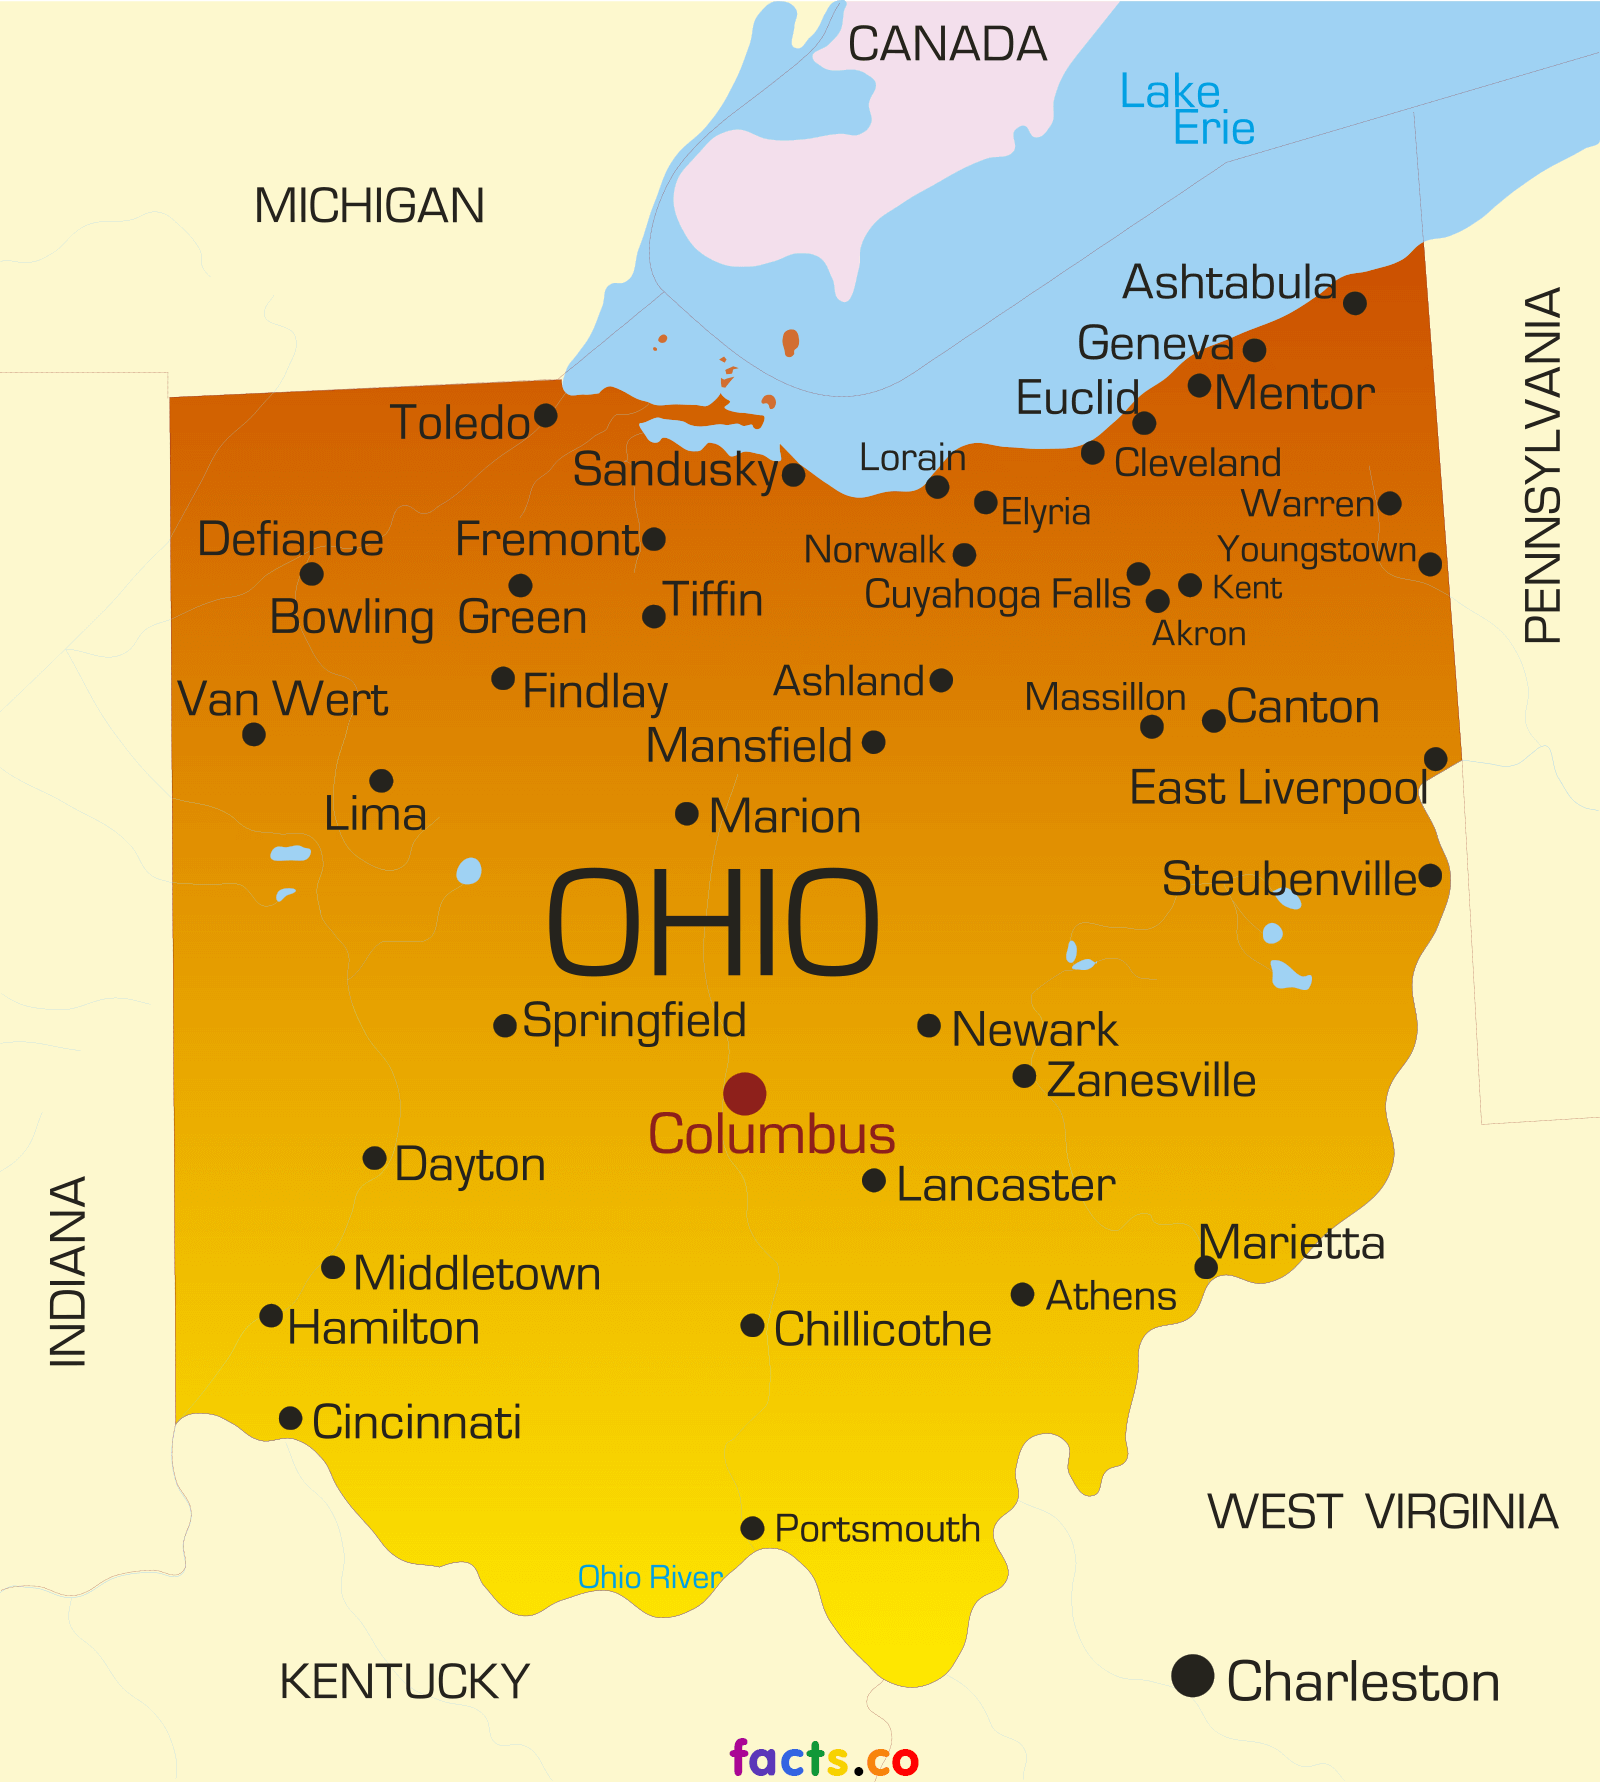 CANADA
Lake
Erie
MICHIGAN
Ashtabula
PENNSYLVANIA
Geneva
Euclid
Mentor
Toledo
Lorain
Cleveland
Sandusky
Elyria
Warren
Defiance
Fremont
Norwalk
Youngstown
Cuyahoga Falls
Kent
Bowling Green
Tiffin
Akron
Van Wert
Findlay
Ashland
Massillon
Canton
Mansfield
East Liverpool
Lima
Marion
Steubenville
OHIO
Springfield
Newark
Zanesville
Columbus
Dayton
Lancaster
INDIANA
Marietta
Middletown
Athens
Hamilton
Chillicothe
Cincinnati
WEST VIRGINIA
Portsmouth
Ohio River
KENTUCKY
Charleston
facts.co